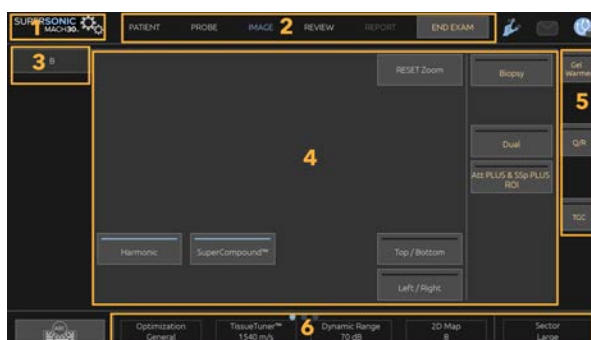 SUPERSONIC
MACH30
1
PATIENT
PROBE
IMAGE
2
REVIEW
REPORT
END EXAM
3
B
RESET Zoom
Biopsy
Gel
Warmer
5
4
Dual
Q/R
Att PLUS & SSp PLUS
ROI
TGC
Harmonic
SuperCompound™
Top / Bottom
Left / Right
Optimization
General
TissueTuner™
1540 m/s
6
Dynamic Range
70 dB
2D Map
8
Sector
Large